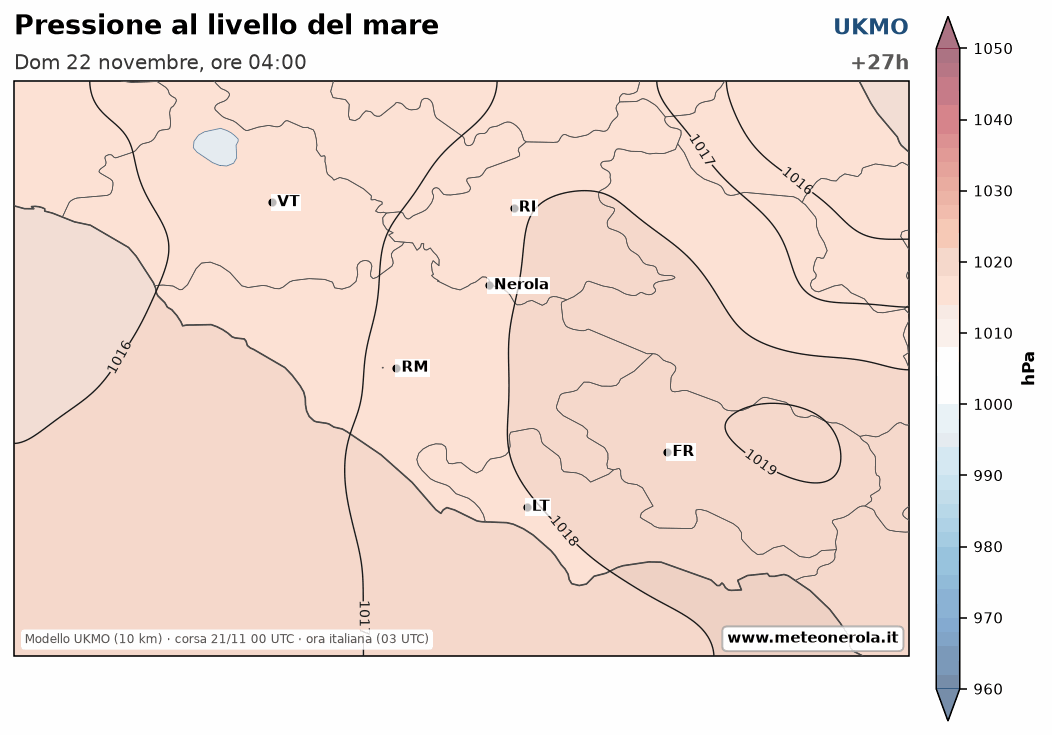 Pressione al livello del mare
UKMO
Dom 22 novembre, ore 04:00
+27h
1050
1040
1030
1020
1010
1000
990
980
970
960
hPa
1017
1016
VT
RI
Nerola
1016
RM
FR
1019
LT
1018
1017
Modello UKMO (10 km) · corsa 21/11 00 UTC · ora italiana (03 UTC)
www.meteonerola.it